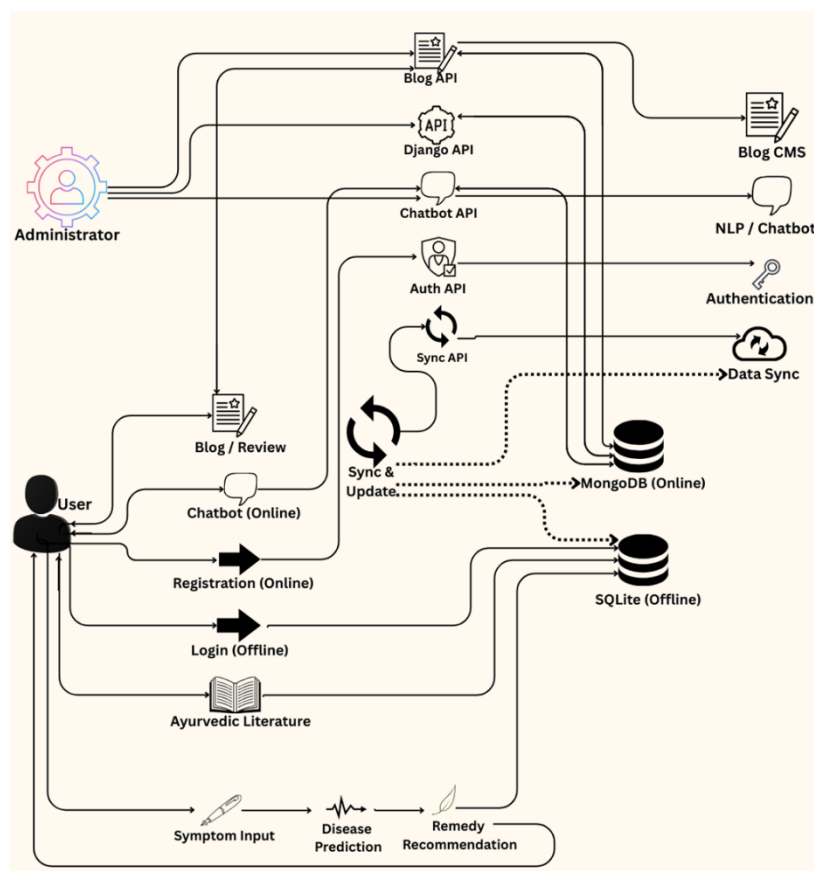 Blog API
API
Django API
Blog CMS
Administrator
Chatbot API
NLP / Chatbot
Auth API
Authentication
Sync API
Data Sync
Blog / Review
Sync &
Update
MongoDB (Online)
User
Chatbot (Online)
Registration (Online)
SQLite (Offline)
Login (Offline)
Ayurvedic Literature
Symptom Input
Disease
Prediction
Remedy
Recommendation